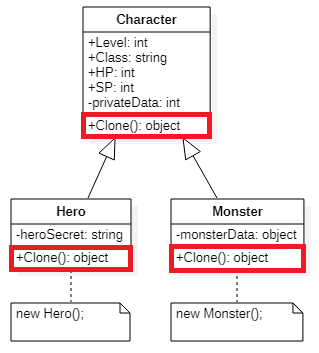 Character
+Level: int
+Class: string
+HP: int
+SP: int
-privateData: int
+Clone(): object
Hero
-heroSecret: string
+Clone(): object
new Hero();
Monster
-monsterData: object
+Clone(): object
new Monster();